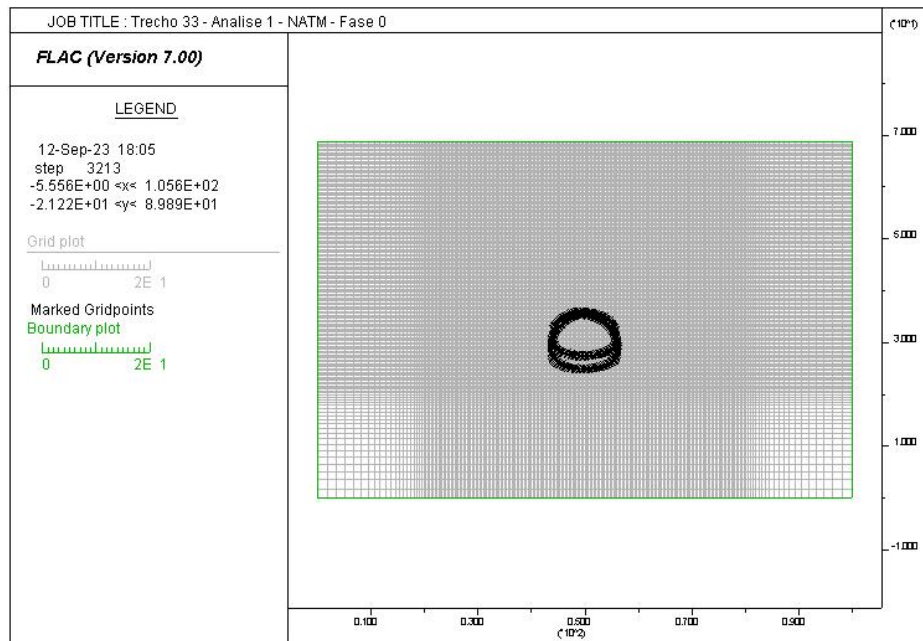 JOB TITLE : Trecho 33 - Analise 1 - NATM - Fase 0
(*10^1)
FLAC (Version 7.00)
LEGEND
12-Sep-23 18:05
step 3213
-5.556E+00 <x< 1.056E+02
-2.122E+01 <y< 8.989E+01
Grid plot
0 2E 1
Marked Gridpoints
Boundary plot
0 2E 1
7.000
5.000
3.000
1.000
-1.000
0.100 0.300 0.500 0.700 0.900
(*10^2)